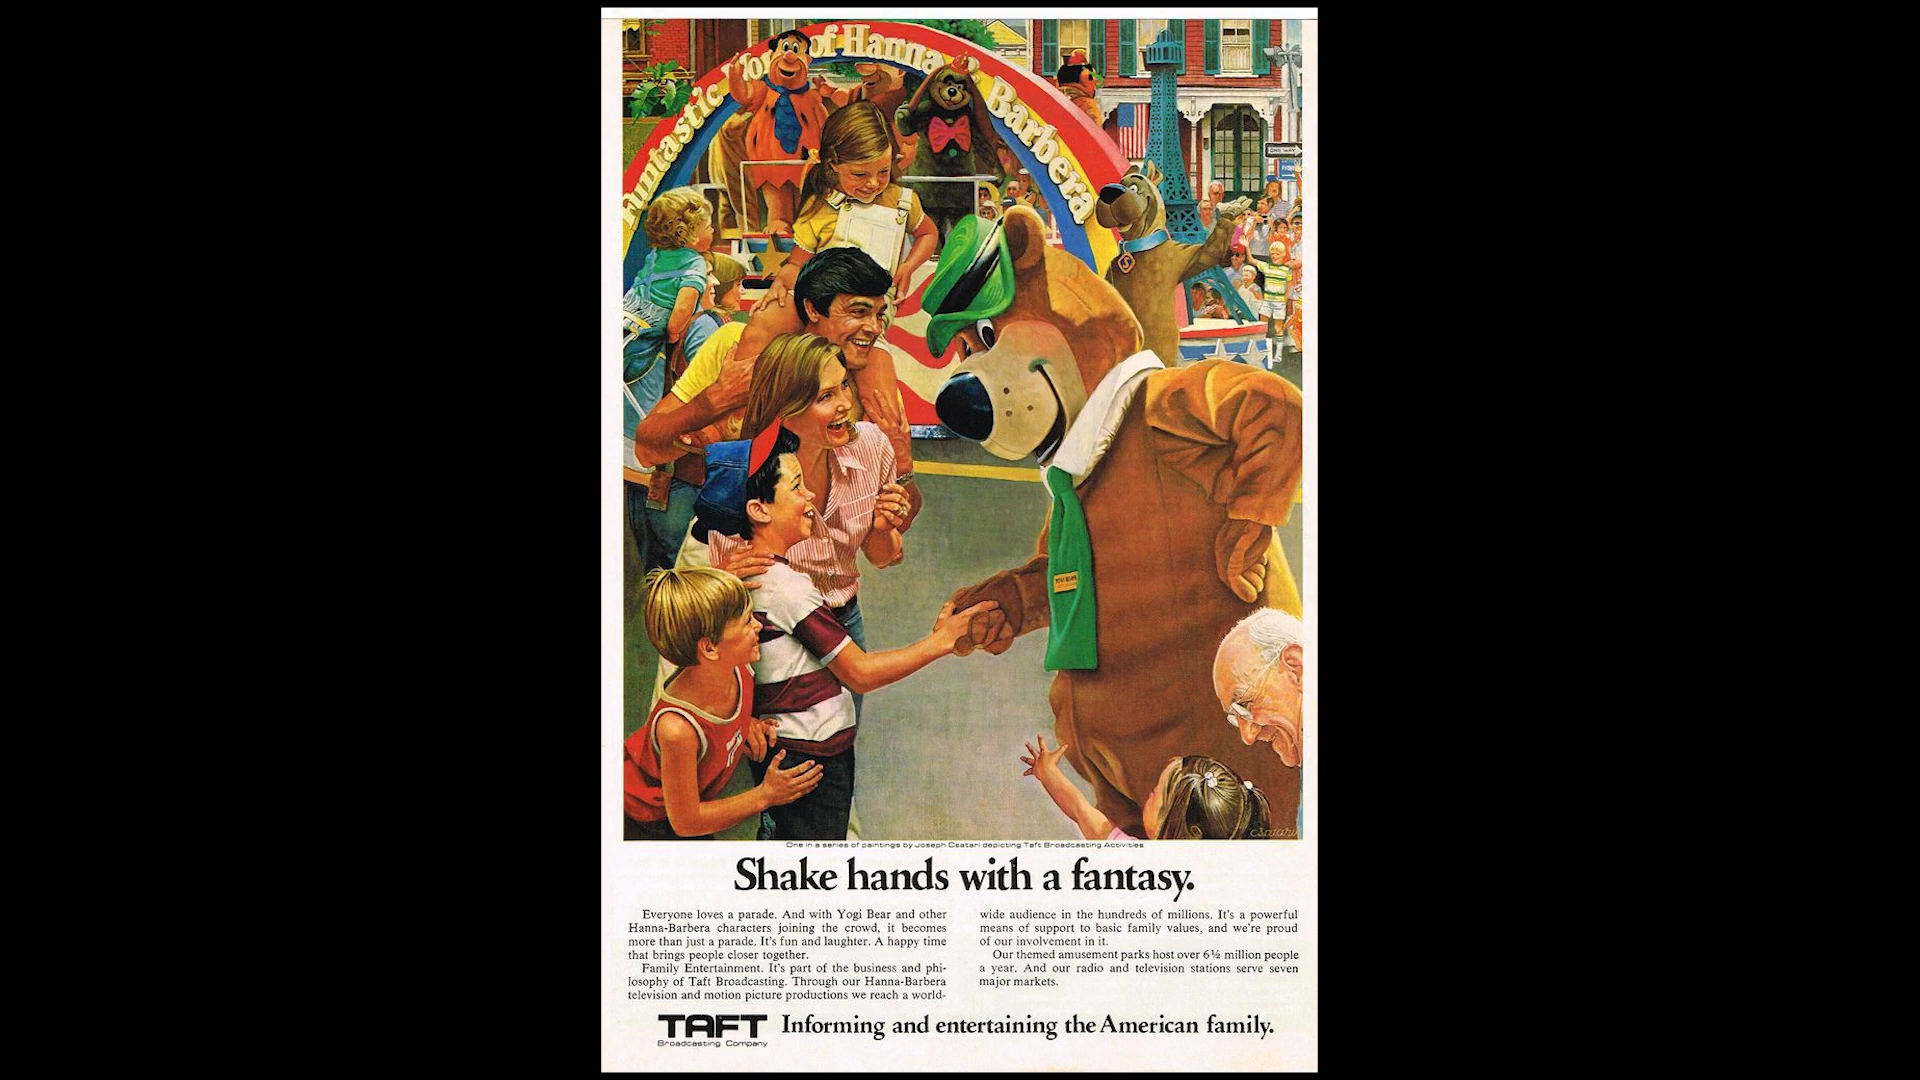 Funtastic World of Hanna & Barbera
ONE WAY
S
YOGI BEAR
7
Csatari
One in a series of paintings by Joseph Csatari depicting Taft Broadcasting Activities
Shake hands with a fantasy.
Everyone loves a parade. And with Yogi Bear and other
Hanna-Barbera characters joining the crowd, it becomes
more than just a parade. It's fun and laughter. A happy time
that brings people closer together.
Family Entertainment. It's part of the business and phi-
losophy of Taft Broadcasting. Through our Hanna-Barbera
television and motion picture productions we reach a world-
wide audience in the hundreds of millions. It's a powerful
means of support to basic family values, and we're proud
of our involvement in it.
Our themed amusement parks host over 6½ million people
a year. And our radio and television stations serve seven
major markets.
TAFT
Broadcasting Company
Informing and entertaining the American family.